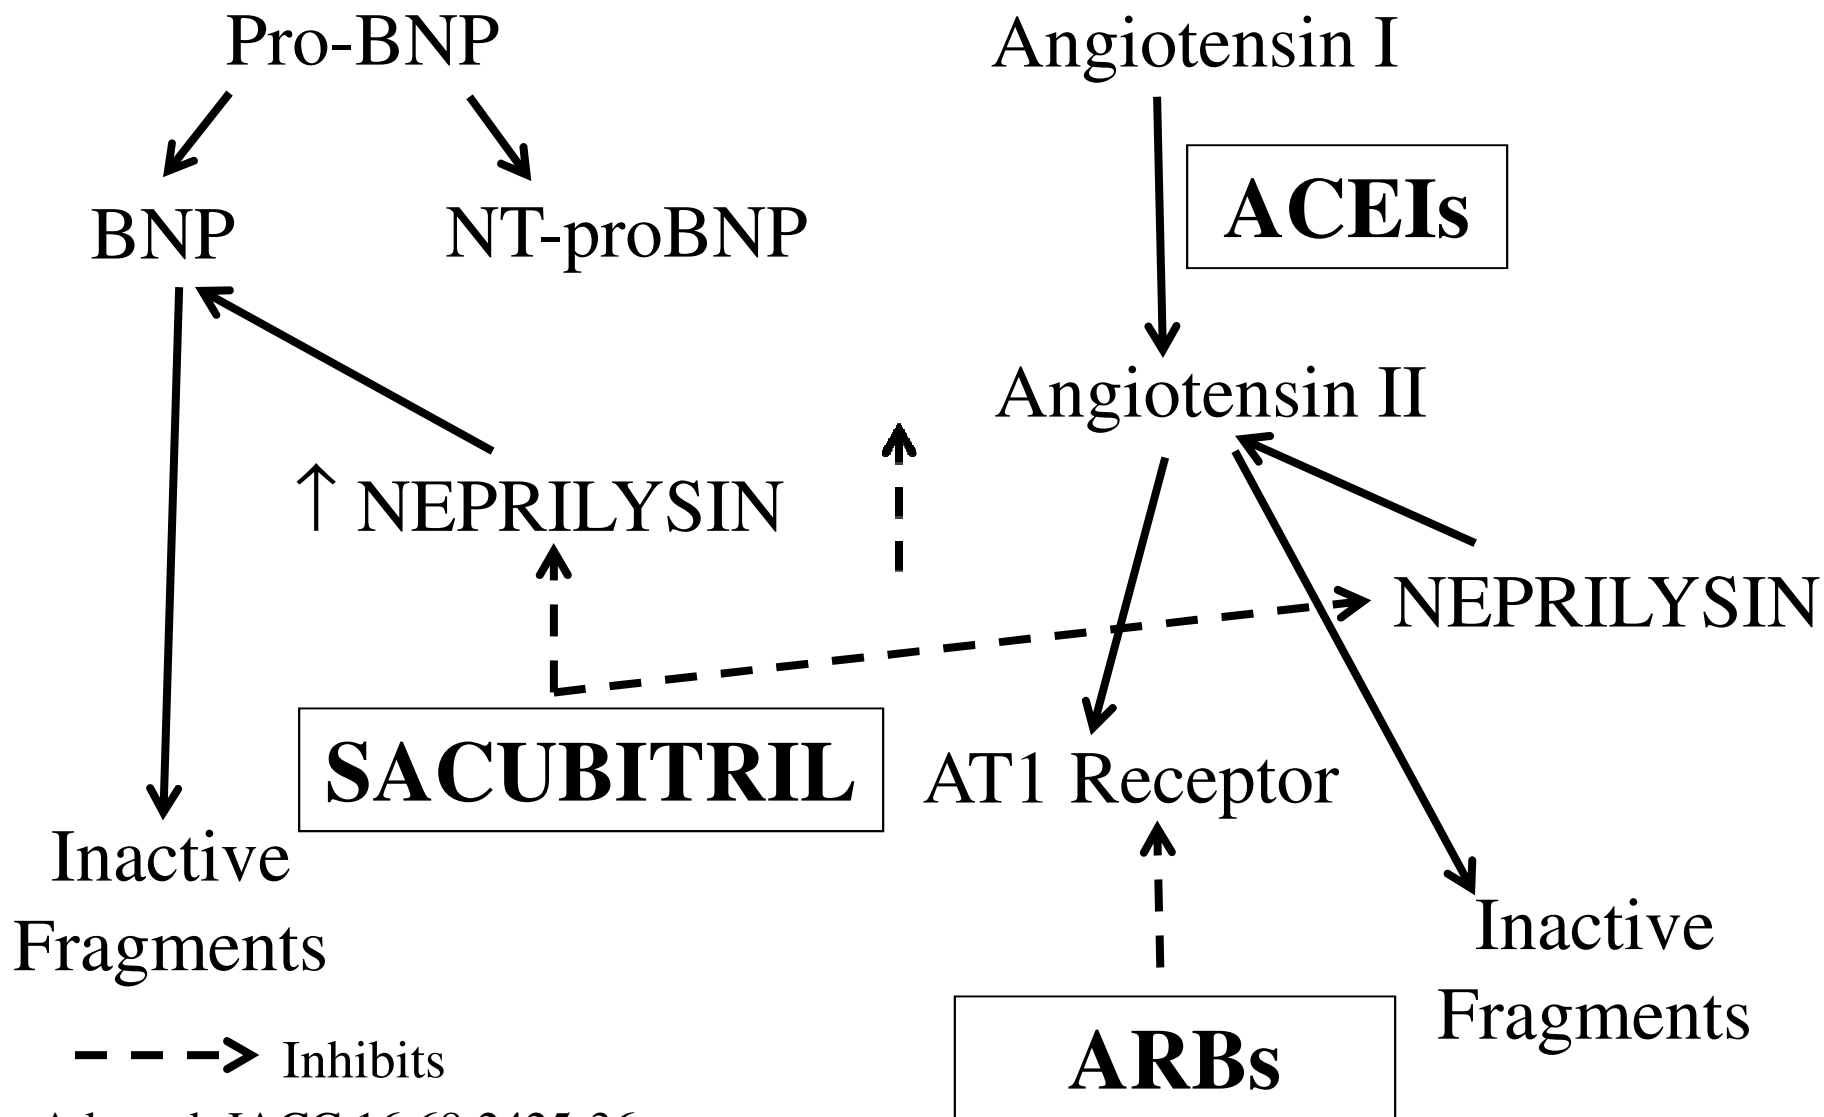 Pro-BNP
Angiotensin I
ACEIs
BNP
NT-proBNP
Angiotensin II
↑ NEPRILYSIN
NEPRILYSIN
SACUBITRIL
AT1 Receptor
Inactive
Fragments
Inactive
Fragments
Inhibits
ARBs